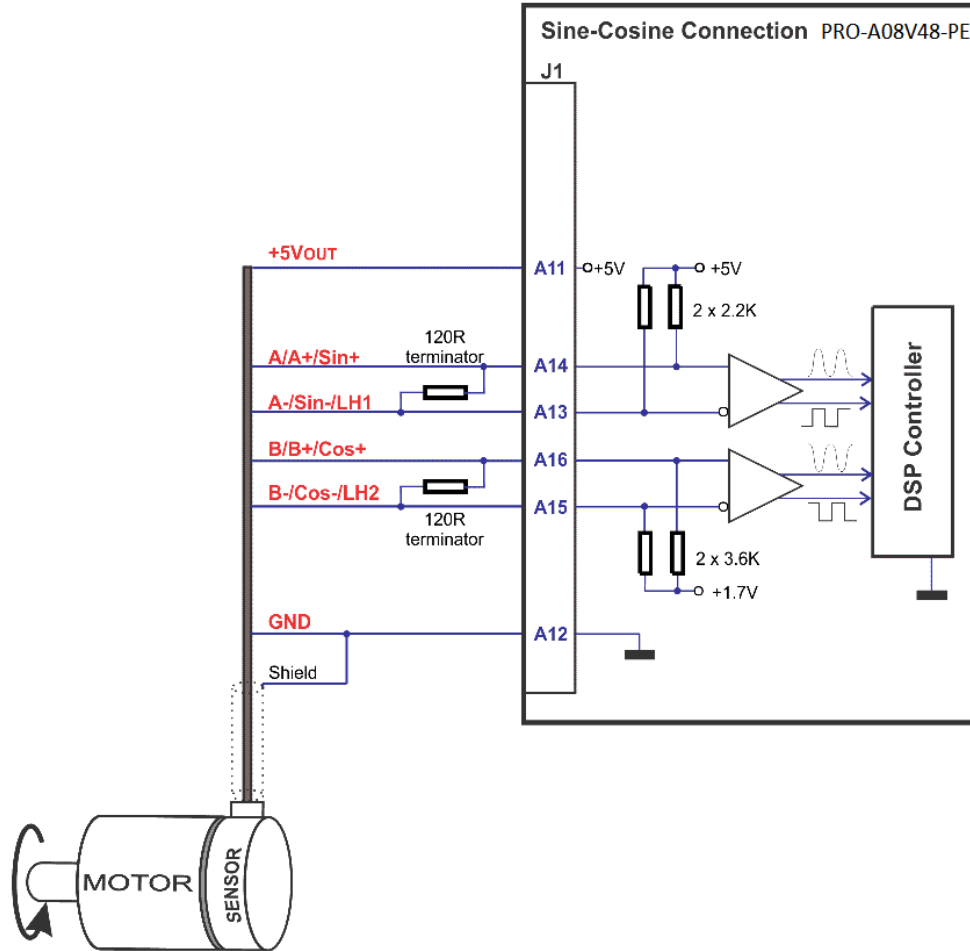 Sine-Cosine Connection PRO-A08V48-PE
J1
+5VOUT
A11
+5V
+5V
2 x 2.2K
120R
terminator
A/A+/Sin+
A14
A-/Sin-/LH1
A13
B/B+/Cos+
A16
B-/Cos-/LH2
A15
120R
terminator
2 x 3.6K
+1.7V
DSP Controller
GND
A12
Shield
MOTOR
SENSOR